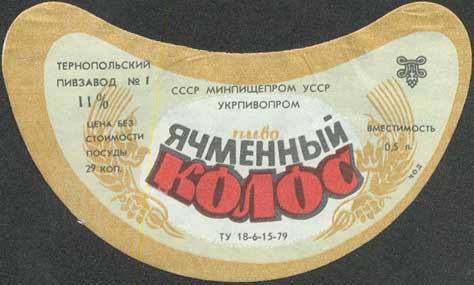 ТЕРНОПОЛЬСКИЙ
ПИВЗАВОД № 1
11%
ЦЕНА БЕЗ
СТОИМОСТИ
ПОСУДЫ
29 КОП.
СССР МИНПИЩЕПРОМ УССР
УКРПИВОПРОМ
пиво
ЯЧМЕННЫЙ
КОЛОС
ТУ 18-6-15-79
ВМЕСТИМОСТЬ
0,5 л.